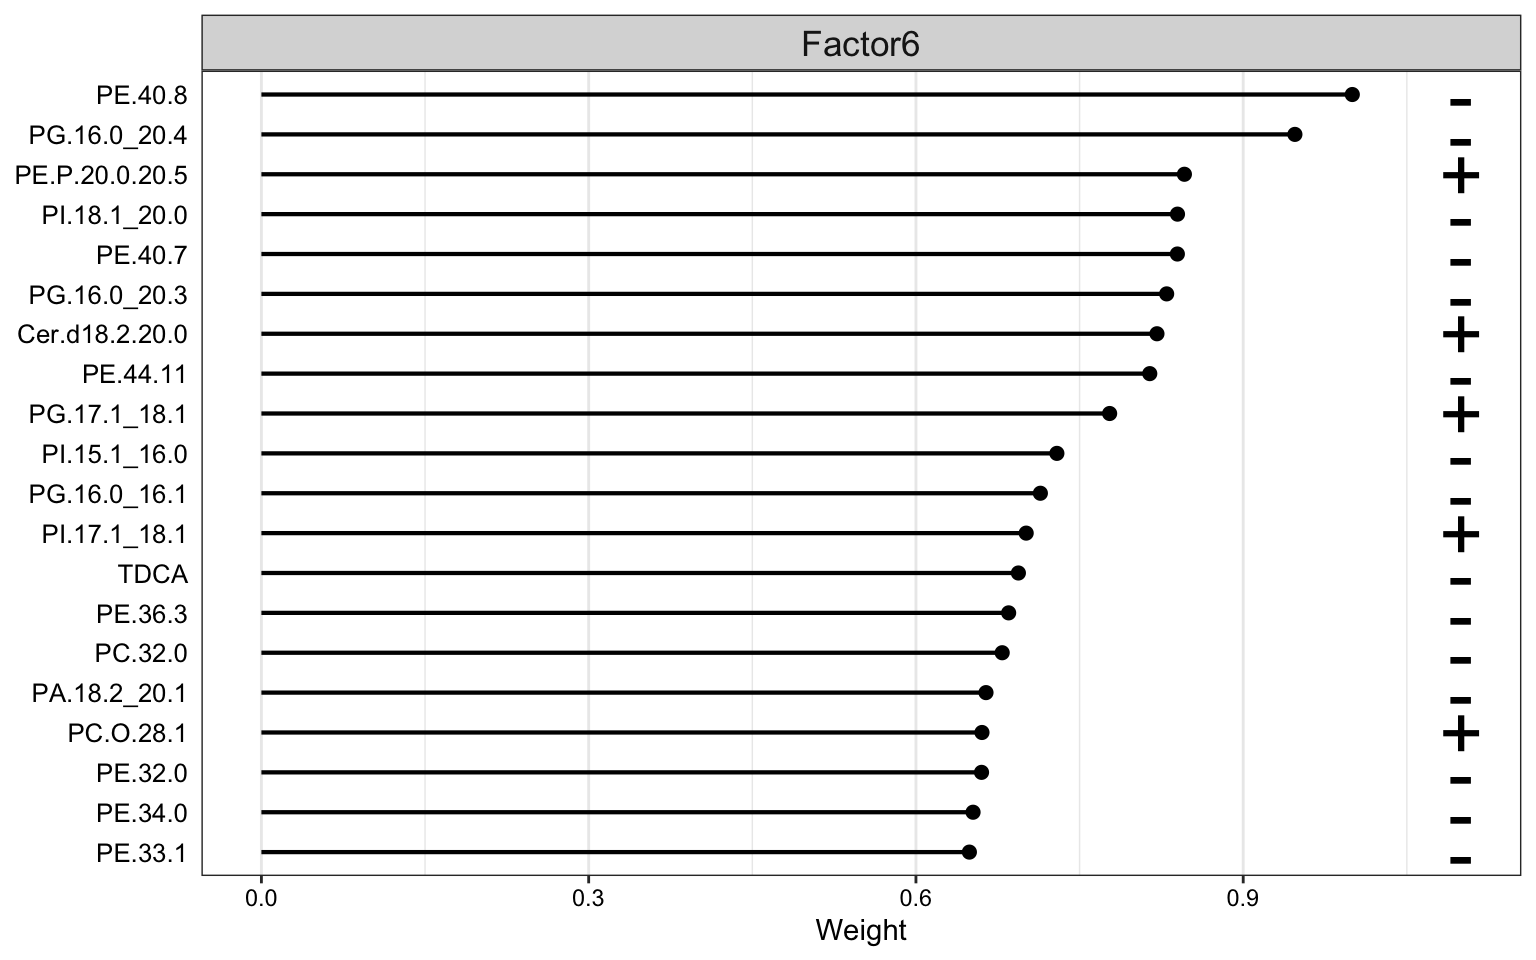 Factor6
PE.40.8 -
PG.16.0_20.4 -
PE.P.20.0.20.5 +
PI.18.1_20.0 -
PE.40.7 -
PG.16.0_20.3 -
Cer.d18.2.20.0 +
PE.44.11 -
PG.17.1_18.1 +
PI.15.1_16.0 -
PG.16.0_16.1 -
PI.17.1_18.1 +
TDCA -
PE.36.3 -
PC.32.0 -
PA.18.2_20.1 -
PC.O.28.1 +
PE.32.0 -
PE.34.0 -
PE.33.1 -
0.0 0.3 0.6 0.9
Weight